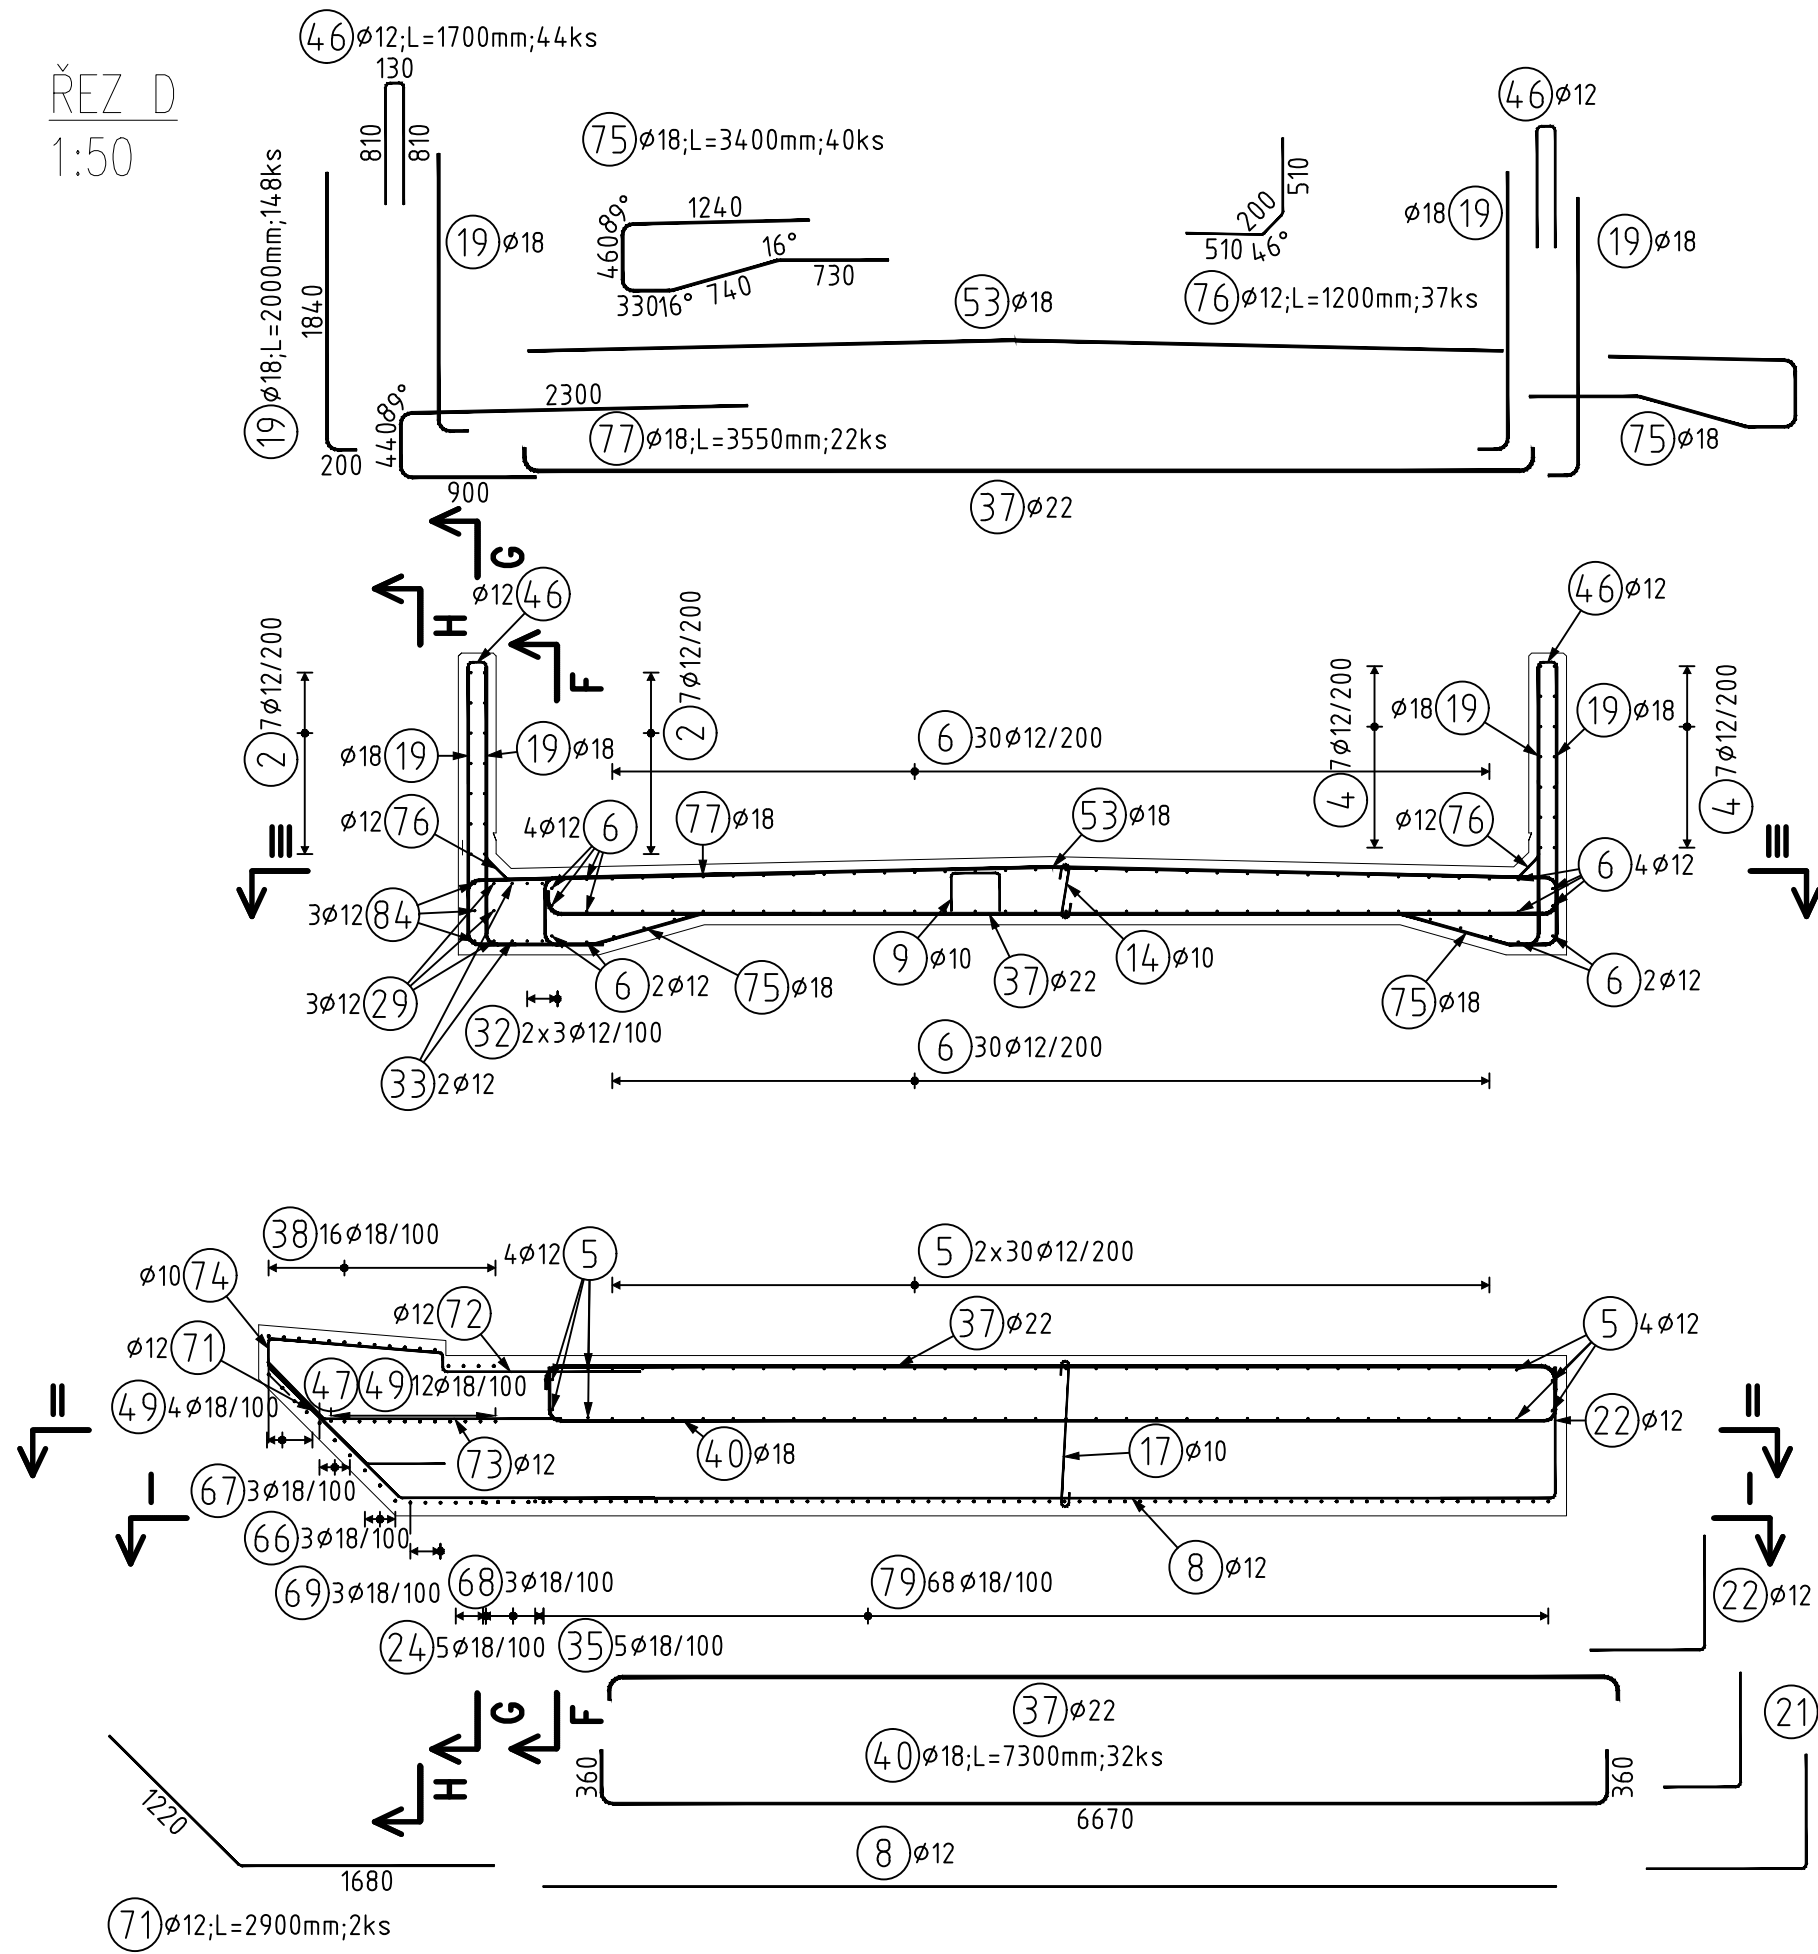 ŘEZ D
1:50
46 ø12;L=1700mm;44ks
130
810
810
19 ø18;L=2000mm;148ks
1840
200
19 ø18
75 ø18;L=3400mm;40ks
1240
89°
460
330
16°
740
16°
730
510
200
510
46°
76 ø12;L=1200mm;37ks
46 ø12
ø18 19
19 ø18
53 ø18
2300
89°
440
900
77 ø18;L=3550mm;22ks
37 ø22
75 ø18
G
H
F
ø12 46
46 ø12
2 7ø12/200
2 7ø12/200
4 7ø12/200
4 7ø12/200
ø18 19
19 ø18
6 30ø12/200
ø18 19
19 ø18
ø12 76
4ø12 6
77 ø18
53 ø18
ø12 76
6 4ø12
III
III
3ø12 84
3ø12 29
33 2ø12
32 2x3ø12/100
6 2ø12
75 ø18
9 ø10
37 ø22
14 ø10
75 ø18
6 2ø12
6 30ø12/200
38 16ø18/100
4ø12 5
5 2x30ø12/200
ø10 74
ø12 72
37 ø22
5 4ø12
ø12 71
47 49 12ø18/100
49 4ø18/100
II
II
73 ø12
40 ø18
17 ø10
22 ø12
67 3ø18/100
I
I
66 3ø18/100
69 3ø18/100
68 3ø18/100
79 68ø18/100
8 ø12
22 ø12
24 5ø18/100
35 5ø18/100
G
F
H
37 ø22
21
40 ø18;L=7300mm;32ks
360
360
6670
1220
1680
8 ø12
71 ø12;L=2900mm;2ks